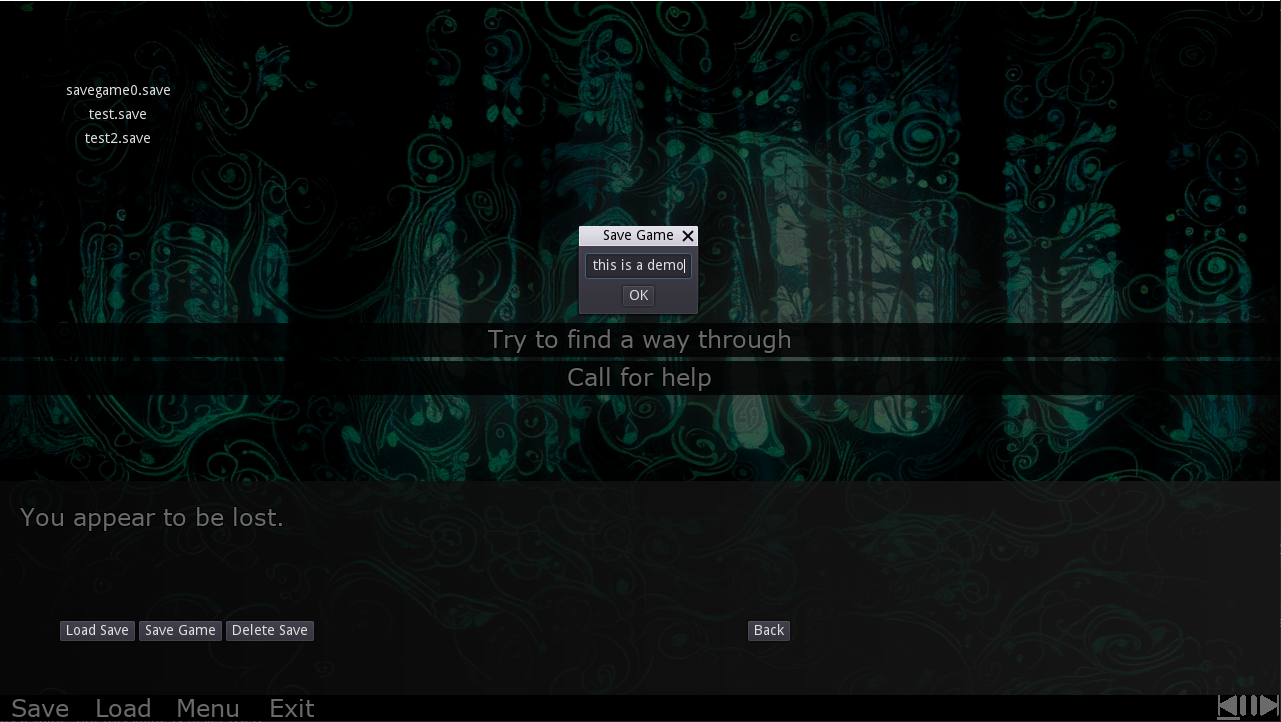 savegame0.save
test.save
test2.save
Save Game
this is a demo
OK
Try to find a way through
Call for help
You appear to be lost.
Load Save Save Game Delete Save Back
Save Load Menu Exit